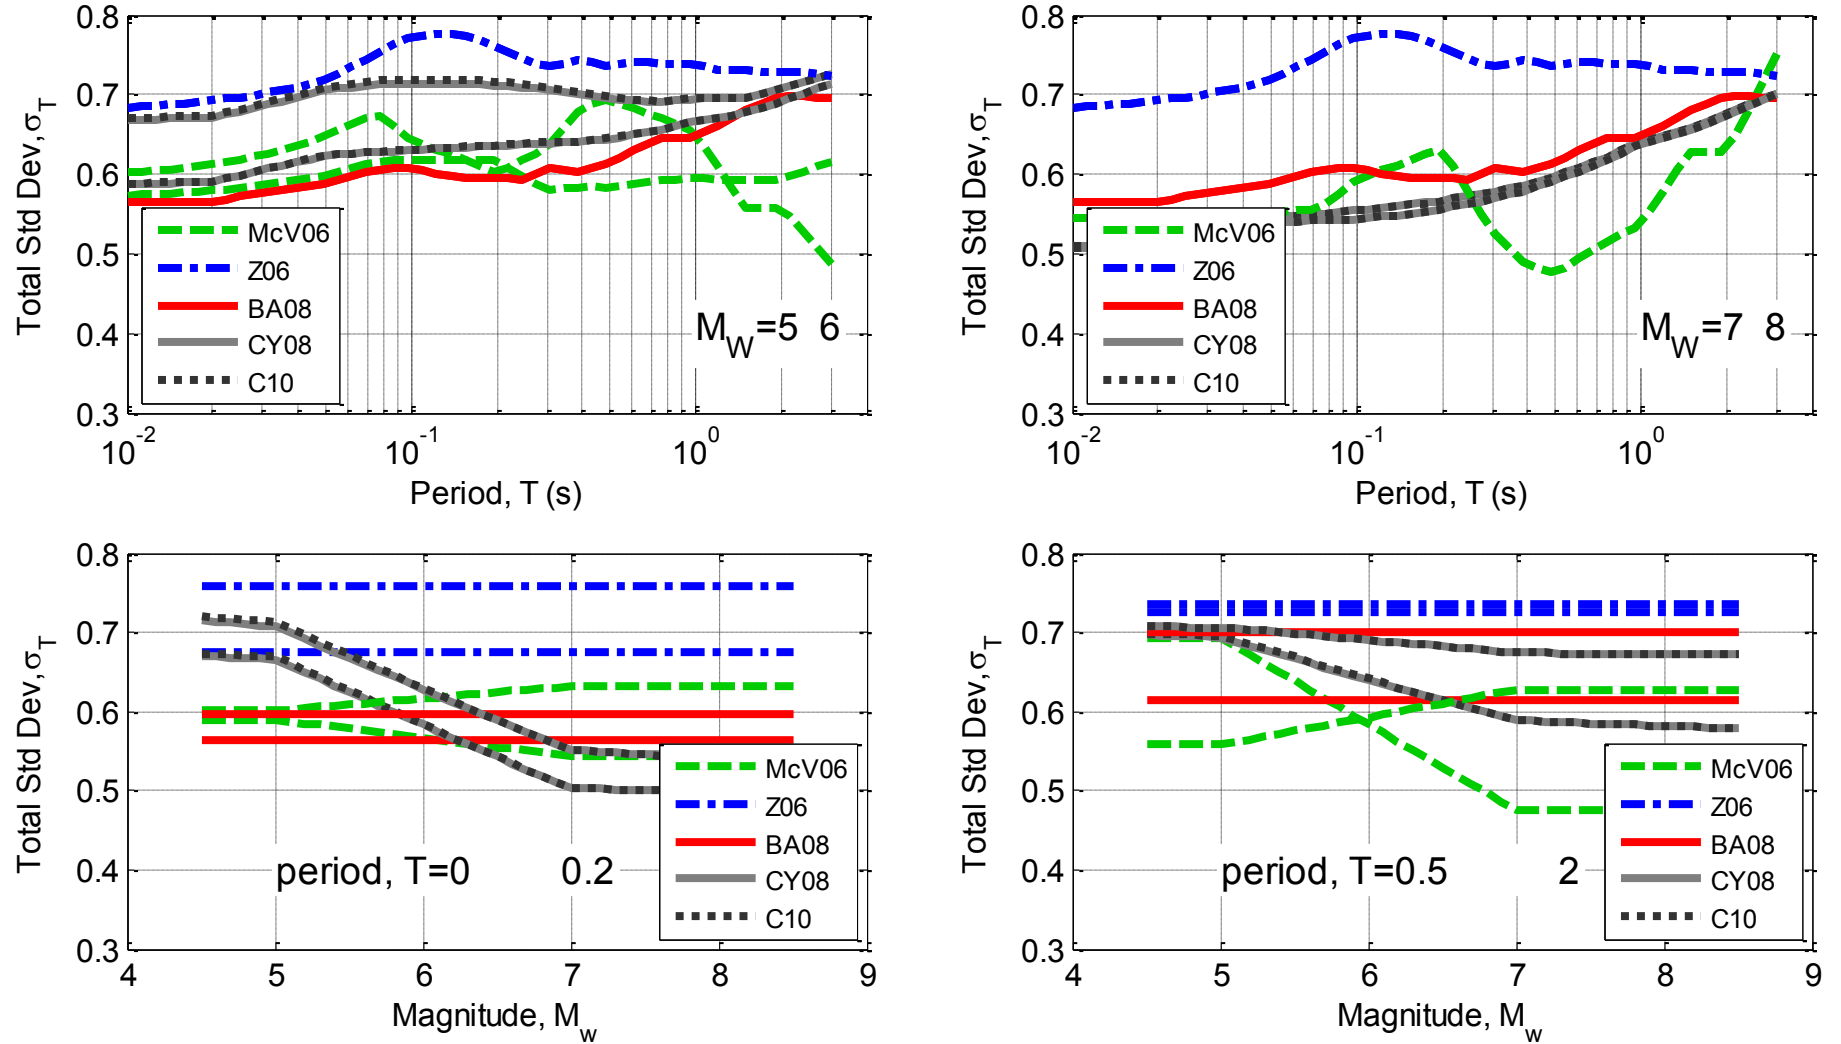 0.8
0.7
0.6
0.5
0.4
0.3
Total Std Dev, σT
McV06
Z06
BA08
CY08
C10
MW=5 6
10-2
10-1
100
Period, T (s)
0.8
0.7
0.6
0.5
0.4
0.3
Total Std Dev, σT
McV06
Z06
BA08
CY08
C10
MW=7 8
10-2
10-1
100
Period, T (s)
0.8
0.7
0.6
0.5
0.4
0.3
Total Std Dev, σT
McV06
Z06
BA08
CY08
C10
period, T=0 0.2
4 5 6 7 8 9
Magnitude, Mw
0.8
0.7
0.6
0.5
0.4
0.3
Total Std Dev, σT
McV06
Z06
BA08
CY08
C10
period, T=0.5 2
4 5 6 7 8 9
Magnitude, Mw